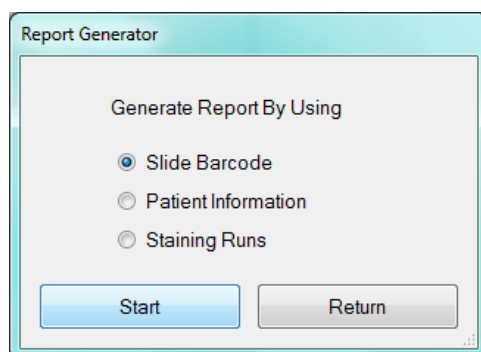 Report Generator
Generate Report By Using
Slide Barcode
Patient Information
Staining Runs
Start
Return